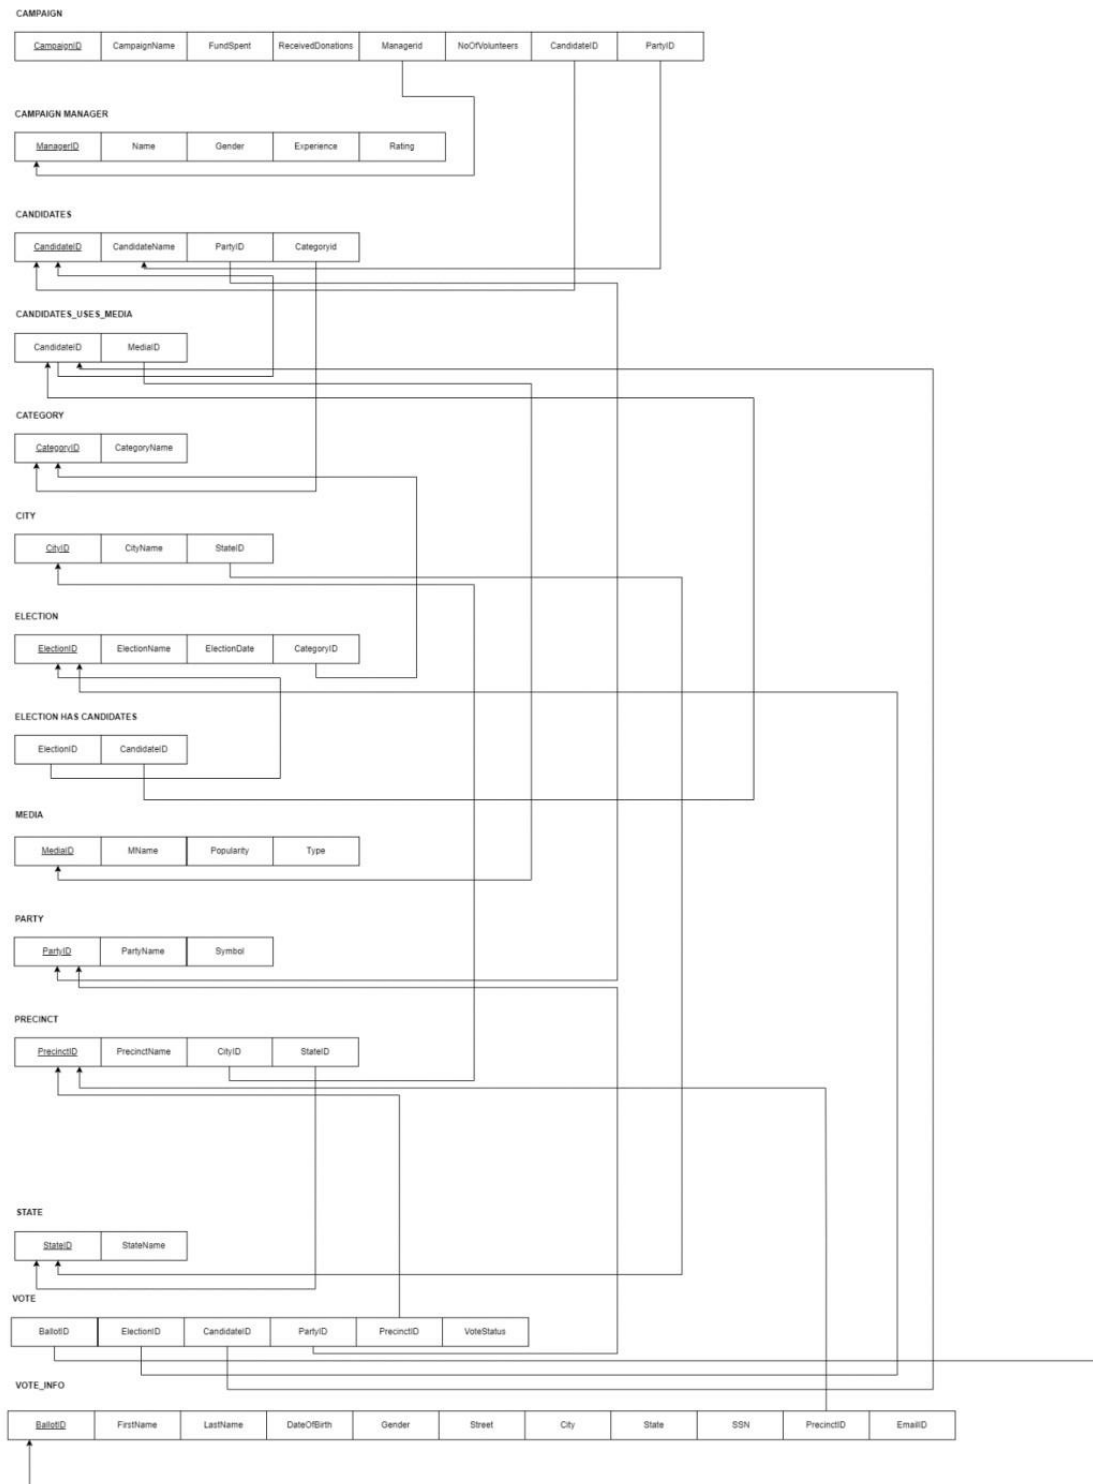 CAMPAIGN
CampaignID CampaignName FundSpent ReceivedDonations Managerid NoOfVolunteers CandidateID PartyID
CAMPAIGN MANAGER
ManagerID Name Gender Experience Rating
CANDIDATES
CandidateID CandidateName PartyID Categoryid
CANDIDATES_USES_MEDIA
CandidateID MediaID
CATEGORY
CategoryID CategoryName
CITY
CityID CityName StateID
ELECTION
ElectionID ElectionName ElectionDate CategoryID
ELECTION HAS CANDIDATES
ElectionID CandidateID
MEDIA
MediaID MName Popularity Type
PARTY
PartyID PartyName Symbol
PRECINCT
PrecinctID PrecinctName CityID StateID
STATE
StateID StateName
VOTE
BallotID ElectionID CandidateID PartyID PrecinctID VoteStatus
VOTE_INFO
BallotID FirstName LastName DateOfBirth Gender Street City State SSN PrecinctID EmailID